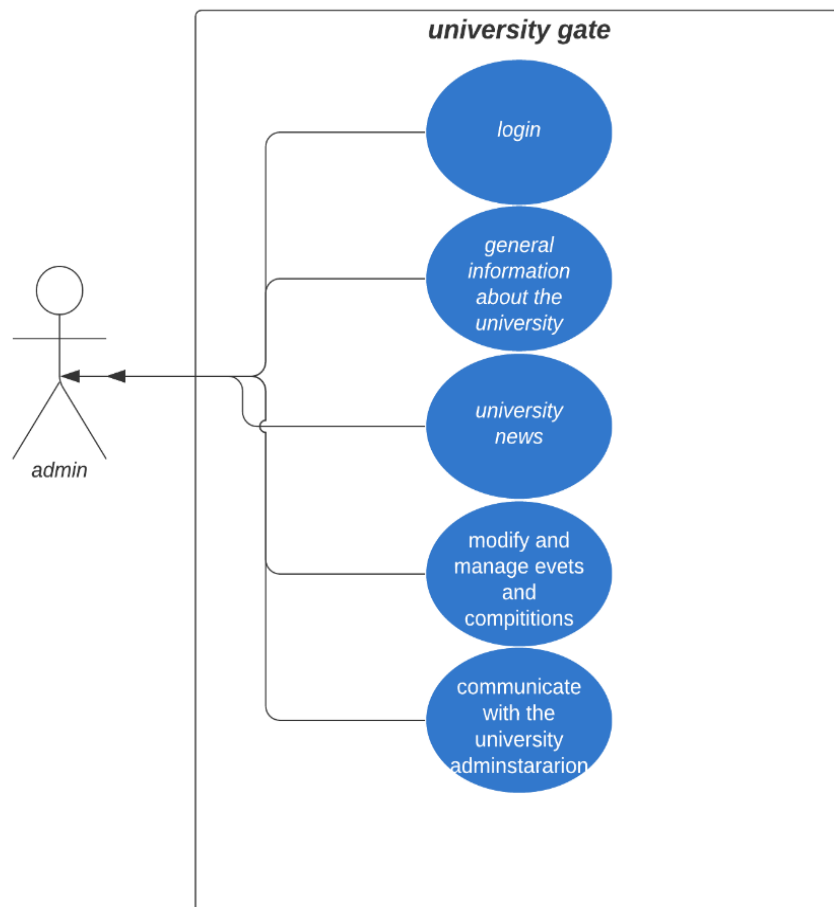 university gate
login
general
information
about the
university
university
news
admin
modify and
manage evets
and
compititions
communicate
with the
university
adminstararion